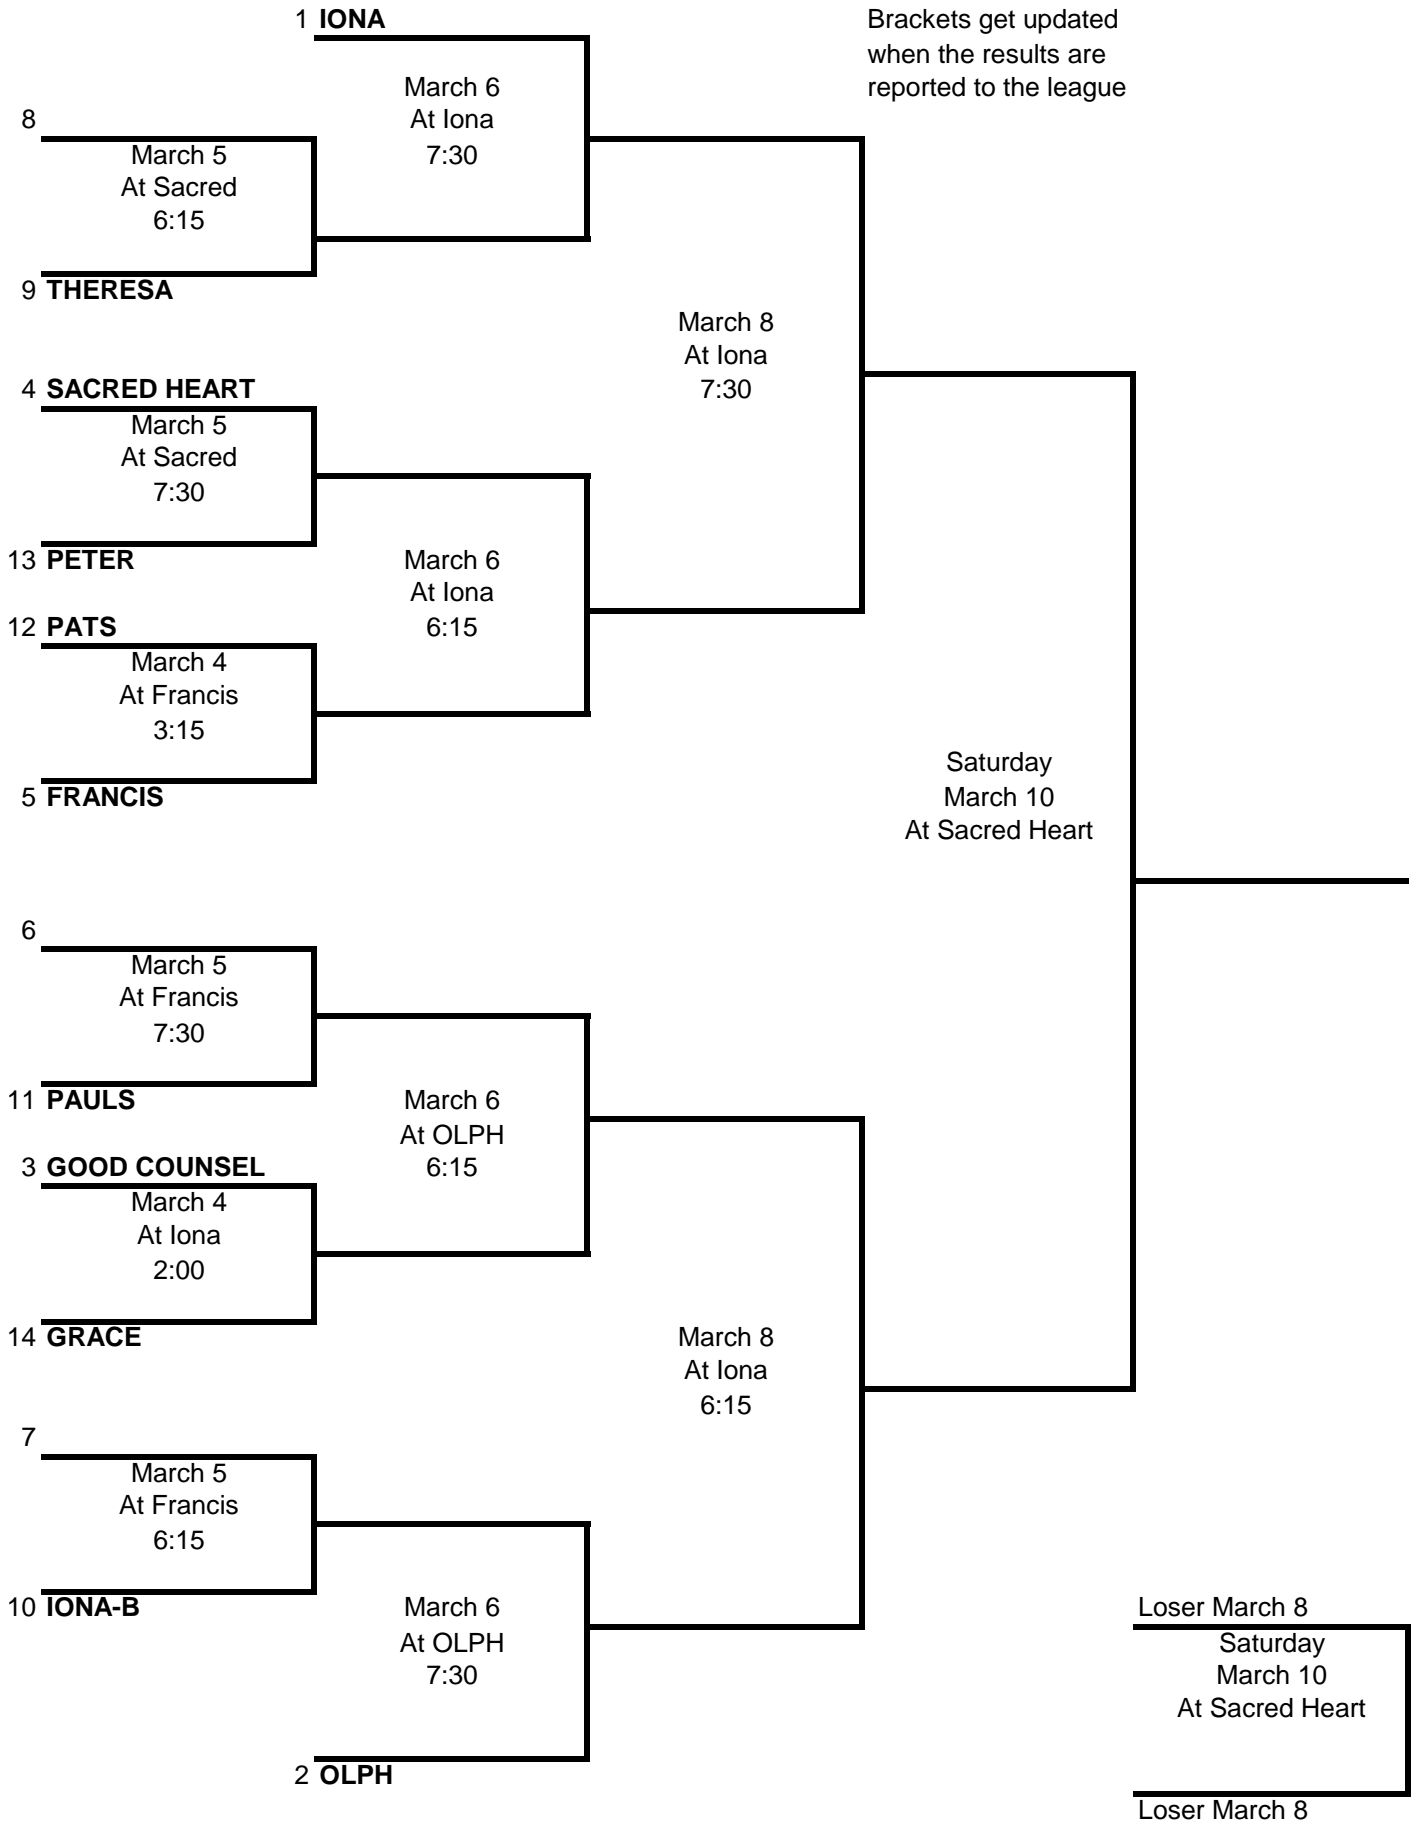 1 IONA
Brackets get updated
when the results are
reported to the league
March 6
At Iona
7:30
8
March 5
At Sacred
6:15
9 THERESA
March 8
At Iona
7:30
4 SACRED HEART
March 5
At Sacred
7:30
13 PETER
March 6
At Iona
6:15
12 PATS
March 4
At Francis
3:15
5 FRANCIS
Saturday
March 10
At Sacred Heart
6
March 5
At Francis
7:30
11 PAULS
March 6
At OLPH
6:15
3 GOOD COUNSEL
March 4
At Iona
2:00
14 GRACE
March 8
At Iona
6:15
7
March 5
At Francis
6:15
10 IONA-B
March 6
At OLPH
7:30
2 OLPH
Loser March 8
Saturday
March 10
At Sacred Heart
Loser March 8